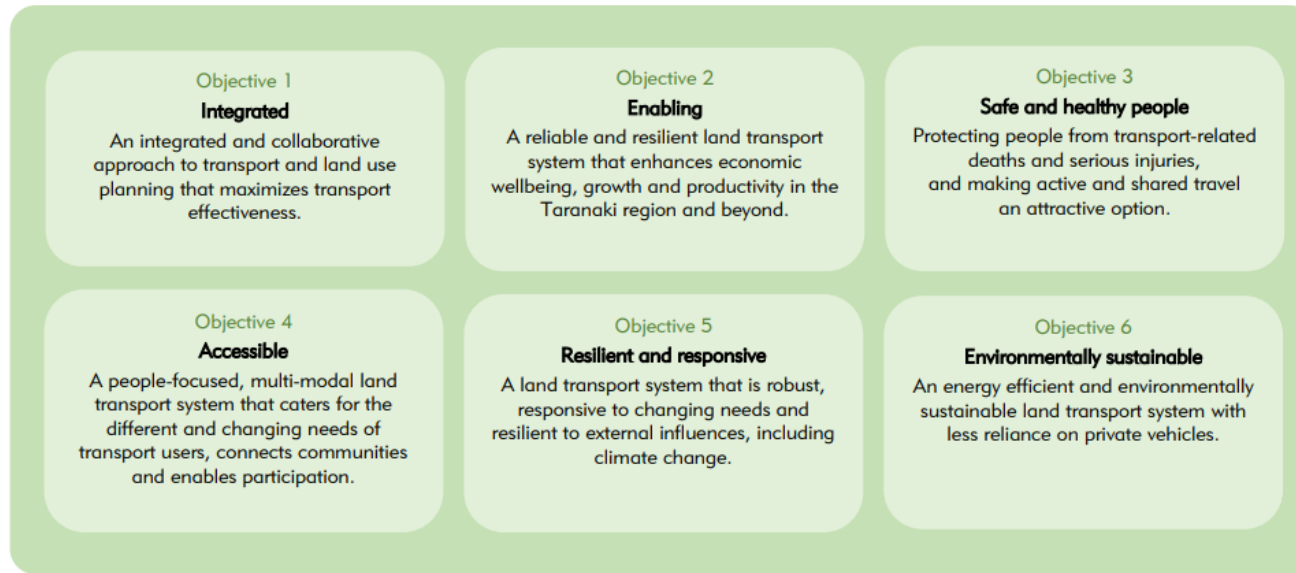 Objective 1
Integrated
An integrated and collaborative
approach to transport and land use
planning that maximizes transport
effectiveness.
Objective 2
Enabling
A reliable and resilient land transport
system that enhances economic
wellbeing, growth and productivity in the
Taranaki region and beyond.
Objective 3
Safe and healthy people
Protecting people from transport-related
deaths and serious injuries,
and making active and shared travel
an attractive option.
Objective 4
Accessible
A people-focused, multi-modal land
transport system that caters for the
different and changing needs of
transport users, connects communities
and enables participation.
Objective 5
Resilient and responsive
A land transport system that is robust,
responsive to changing needs and
resilient to external influences, including
climate change.
Objective 6
Environmentally sustainable
An energy efficient and environmentally
sustainable land transport system with
less reliance on private vehicles.